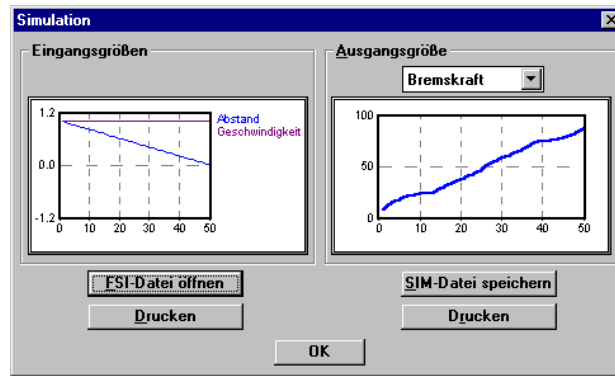 Simulation
Eingangsgrößen
Ausgangsgröße
Bremskraft
1.2
0.0
-1.2
0 10 20 30 40 50
Abstand
Geschwindigkeit
100
50
0
0 10 20 30 40 50
FSI-Datei öffnen
SIM-Datei speichern
Drucken
Drucken
OK